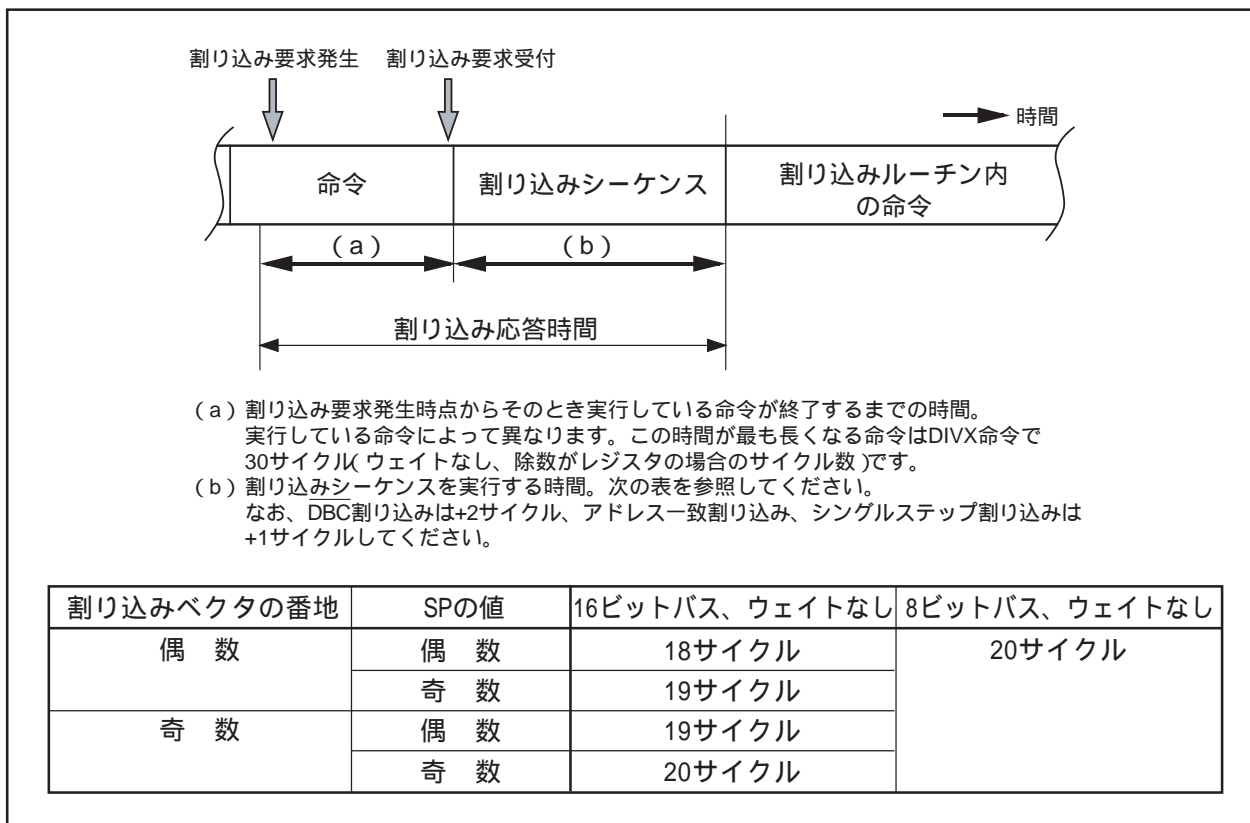 割り込み要求発生 割り込み要求受付
時間
命令 割り込みシーケンス 割り込みルーチン内
の命令
(a) (b)
割り込み応答時間
(a)割り込み要求発生時点からそのとき実行している命令が終了するまでの時間。
実行している命令によって異なります。この時間が最も長くなる命令はDIVX命令で
30サイクル(ウェイトなし、除数がレジスタの場合のサイクル数)です。
(b)割り込みシーケンスを実行する時間。次の表を参照してください。
なお、DBC割り込みは+2サイクル、アドレス一致割り込み、シングルステップ割り込みは
+1サイクルしてください。
割り込みベクタの番地 SPの値 16ビットバス、ウェイトなし 8ビットバス、ウェイトなし
偶 数 偶 数 18サイクル 20サイクル
奇 数 19サイクル
奇 数 偶 数 19サイクル
奇 数 20サイクル